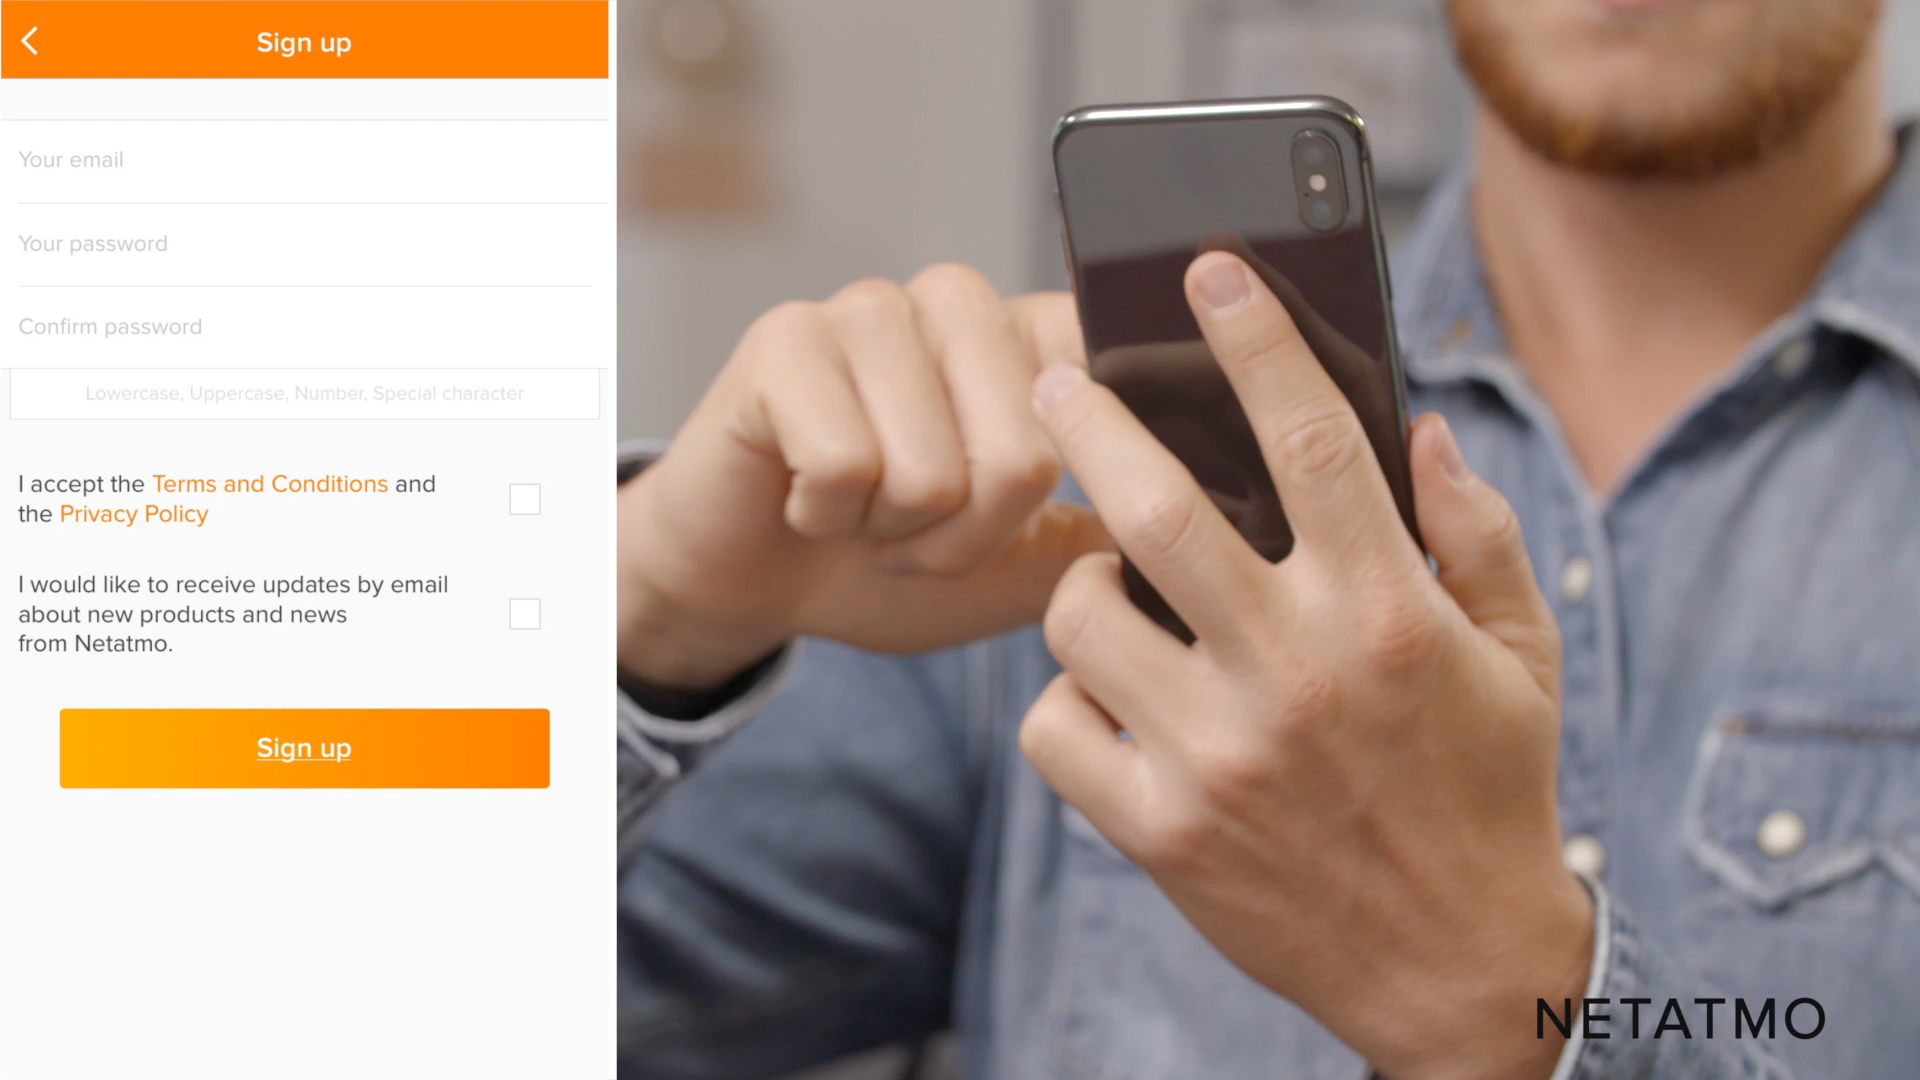 Sign up
Your email
Your password
Confirm password
Lowercase, Uppercase, Number, Special character
I accept the Terms and Conditions and
the Privacy Policy
I would like to receive updates by email
about new products and news
from Netatmo.
Sign up
NETATMO